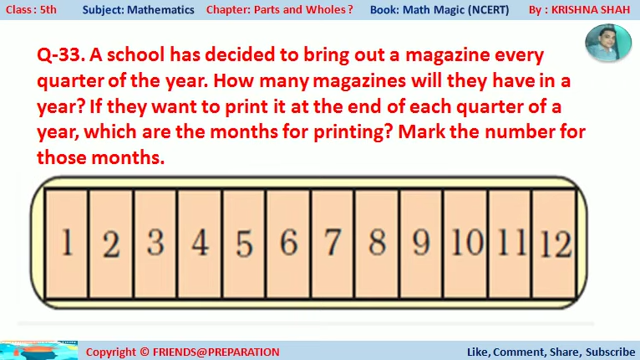 Class : 5th Subject: Mathematics Chapter: Parts and Wholes ? Book: Math Magic (NCERT) By : KRISHNA SHAH
Q-33. A school has decided to bring out a magazine every
quarter of the year. How many magazines will they have in a
year? If they want to print it at the end of each quarter of a
year, which are the months for printing? Mark the number for
those months.
1 2 3 4 5 6 7 8 9 10 11 12
Copyright © FRIENDS@PREPARATION Like, Comment, Share, Subscribe